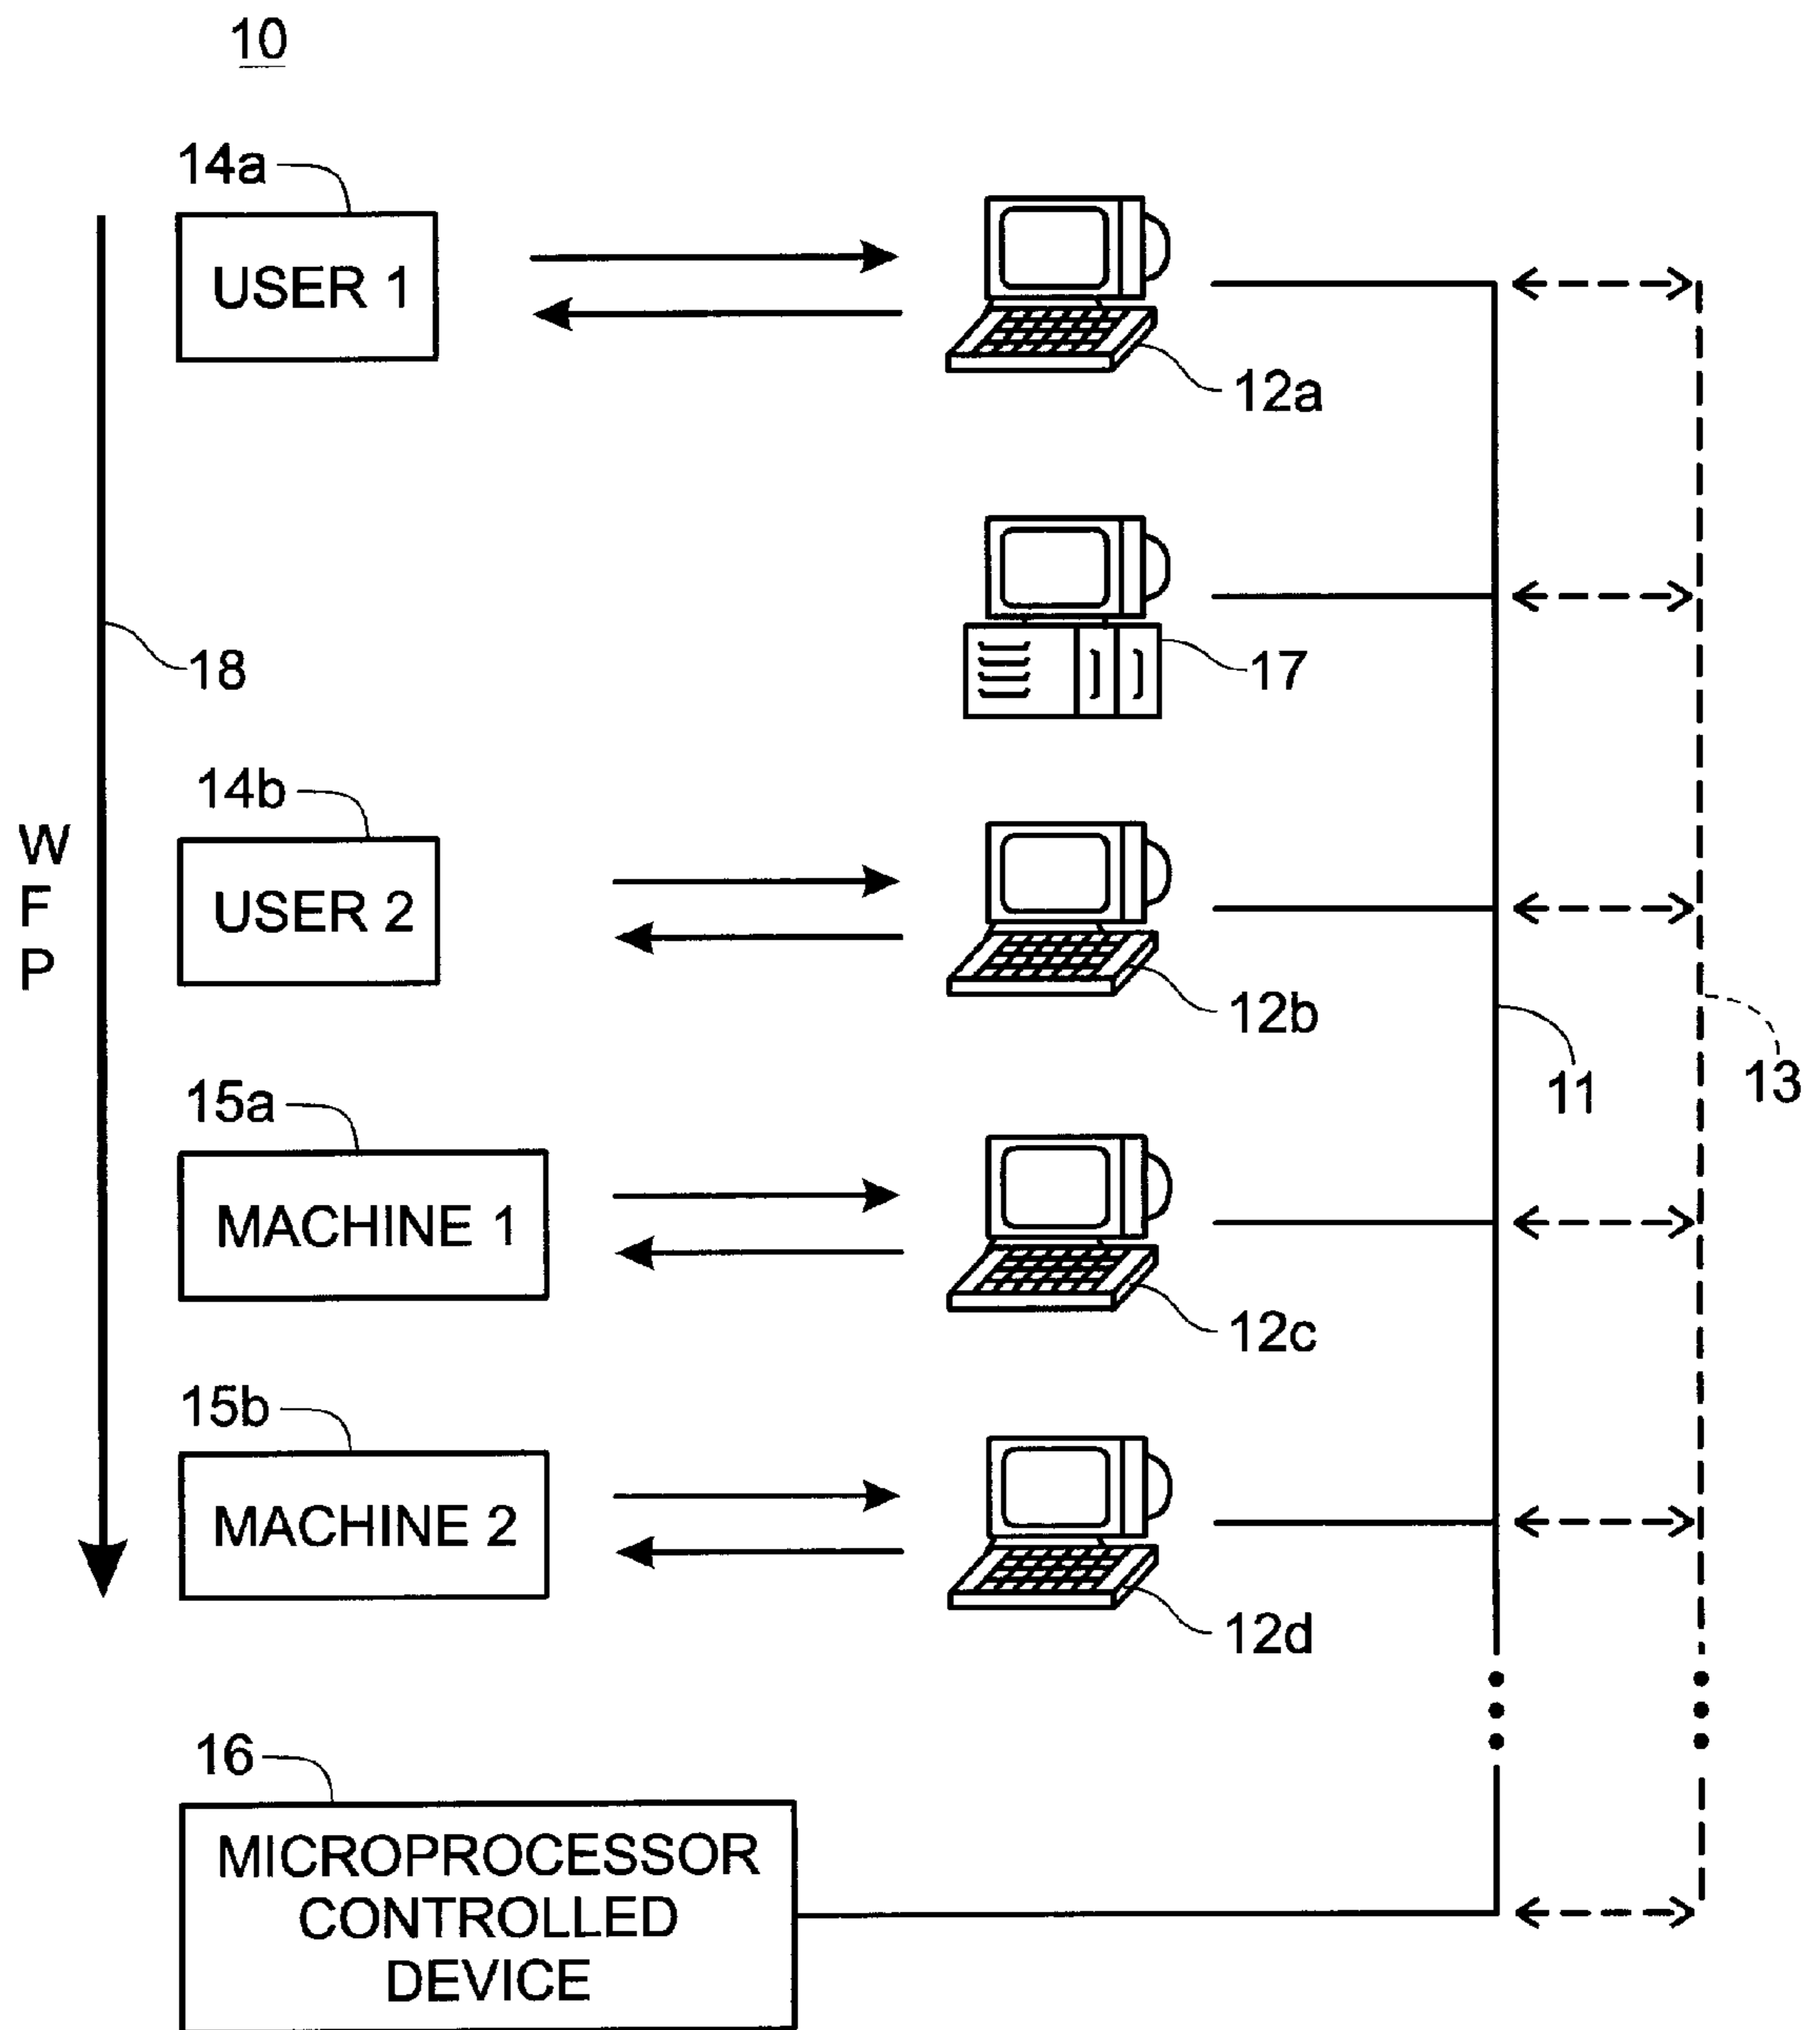 10
14a
USER 1
12a
17
18
14b
USER 2
12b
W
F
P
11
13
15a
MACHINE 1
12c
15b
MACHINE 2
12d
16
MICROPROCESSOR
CONTROLLED
DEVICE